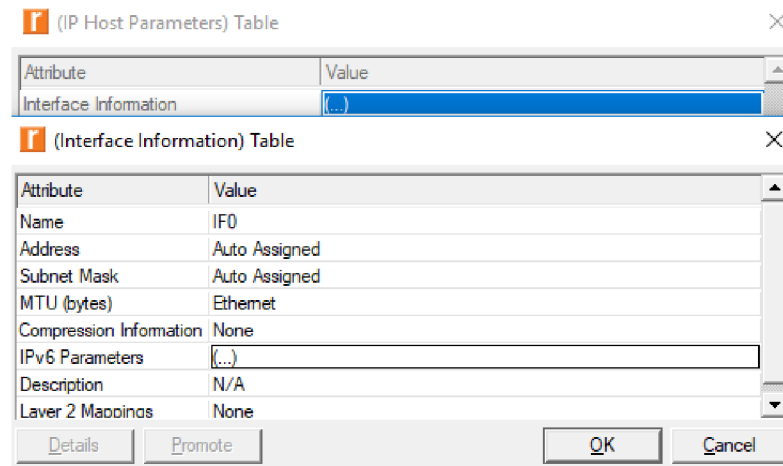 r (IP Host Parameters) Table
Attribute Value
Interface Information (...)
r (Interface Information) Table
Attribute Value
Name IF0
Address Auto Assigned
Subnet Mask Auto Assigned
MTU (bytes) Ethernet
Compression Information None
IPv6 Parameters (...)
Description N/A
Layer 2 Mappings None
Details Promote OK Cancel